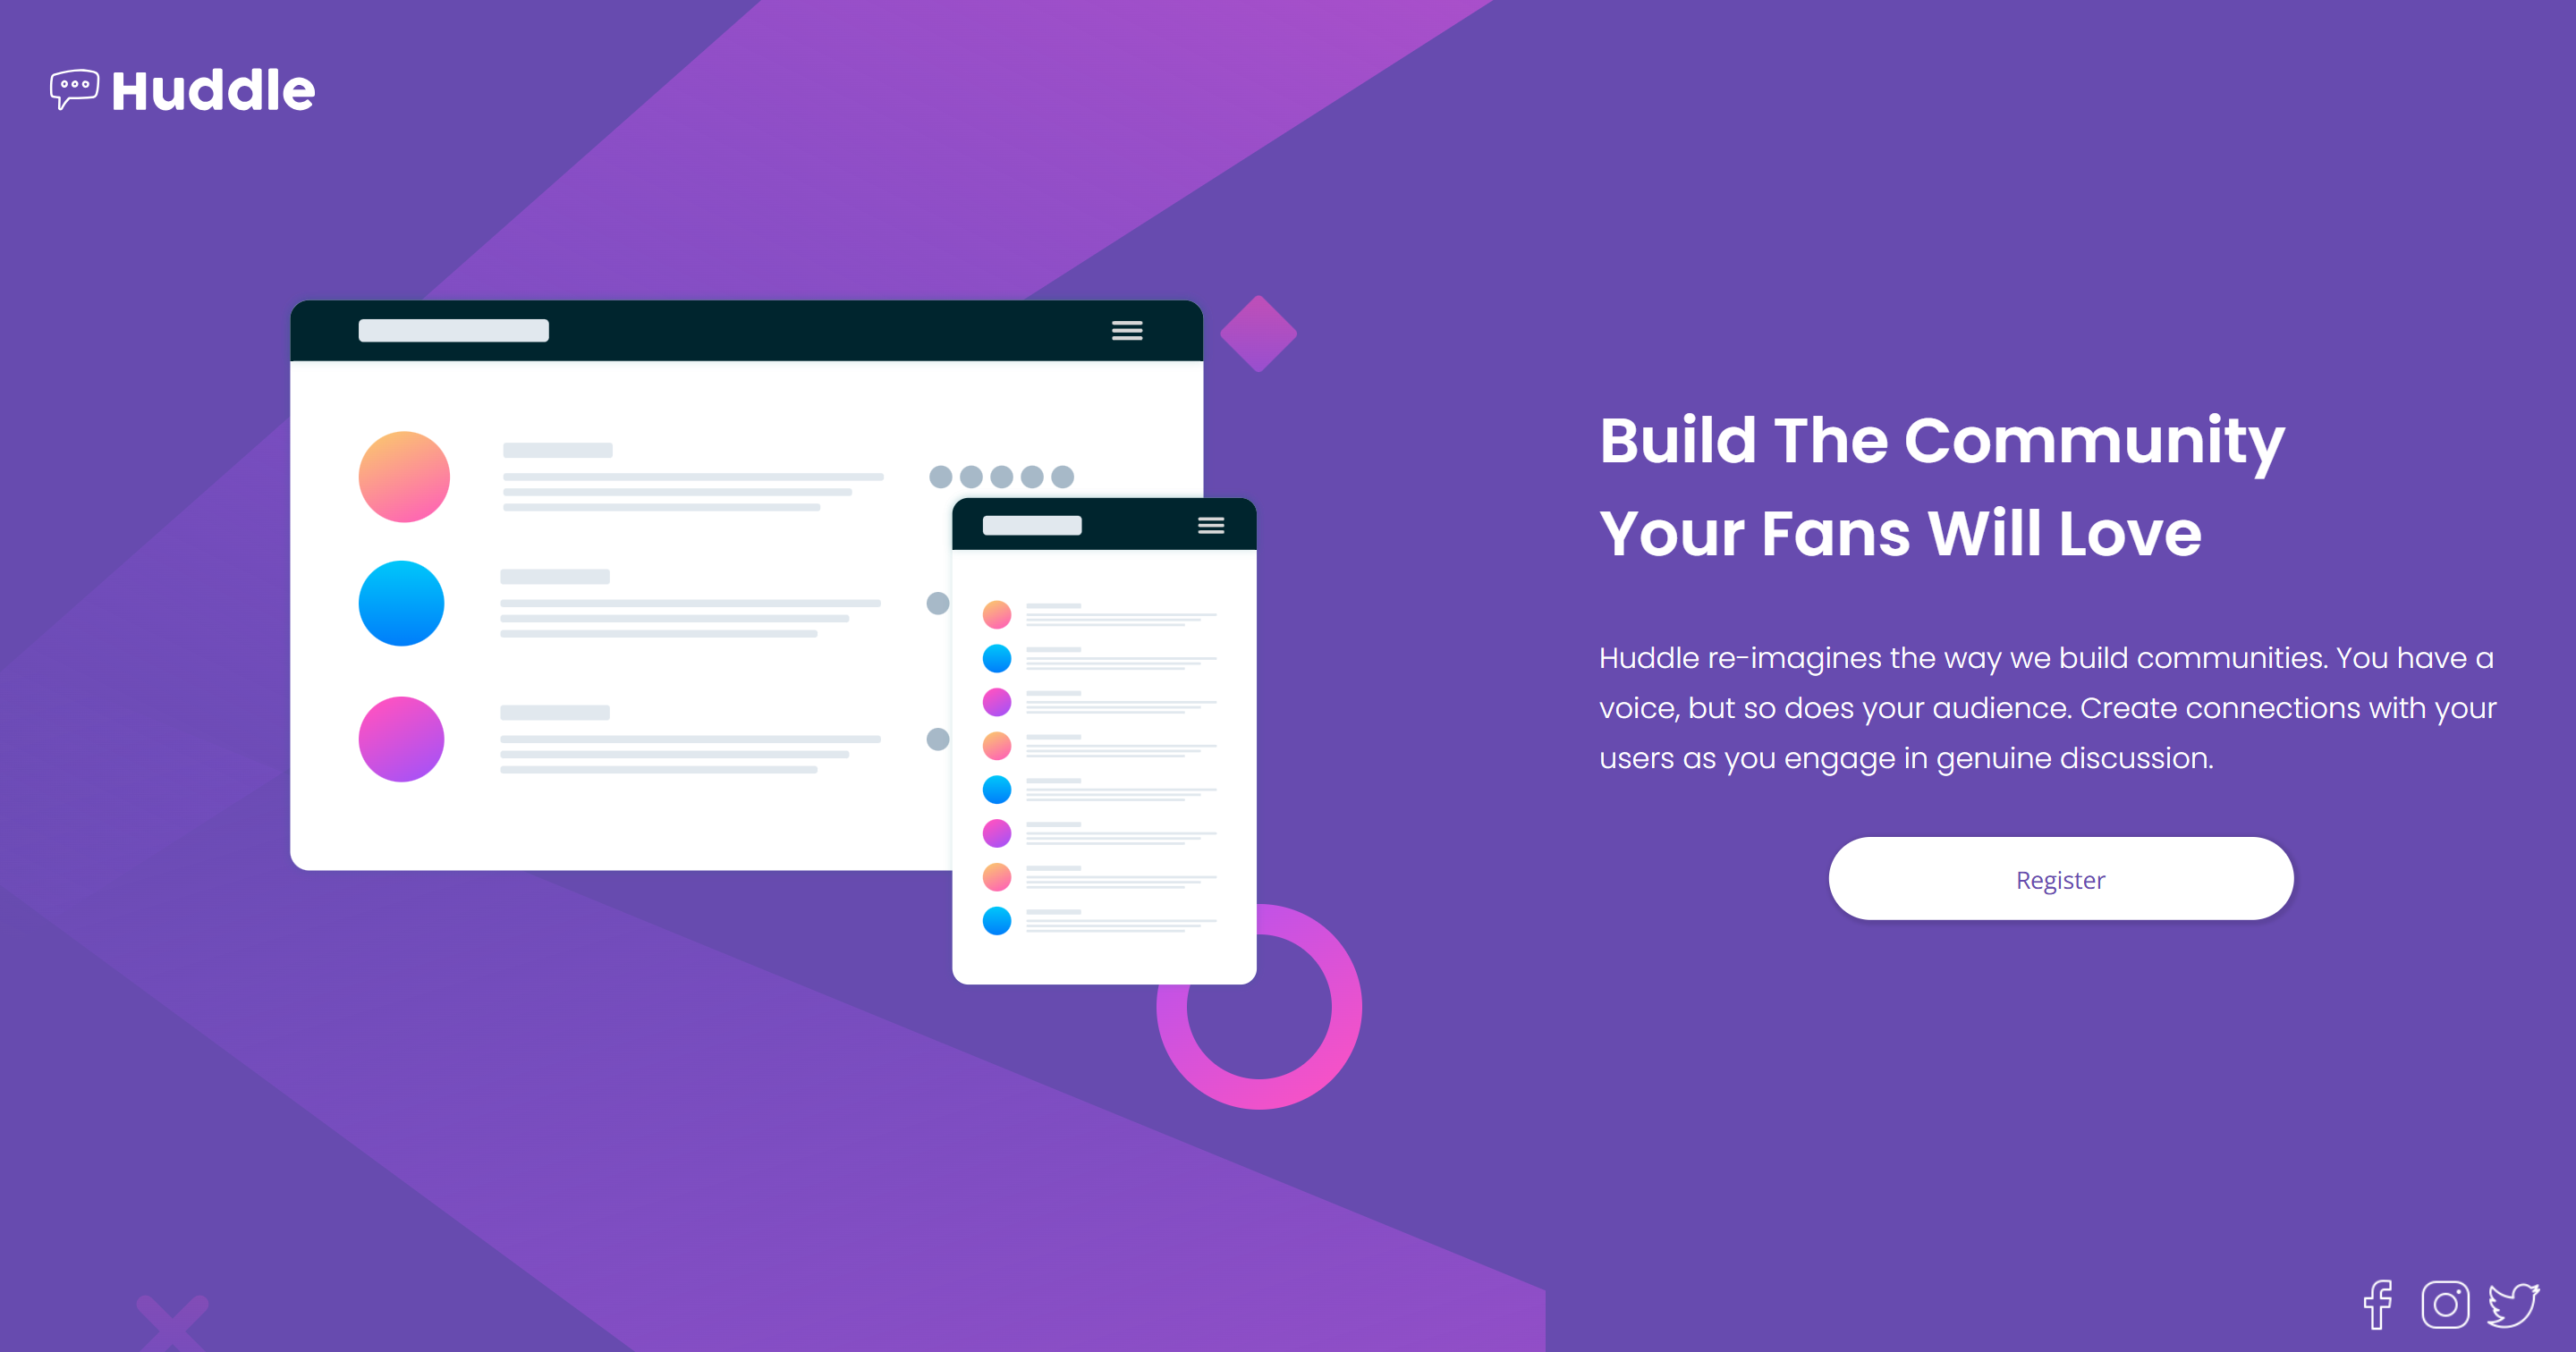 Huddle
Build The Community
Your Fans Will Love
Huddle re-imagines the way we build communities. You have a
voice, but so does your audience. Create connections with your
users as you engage in genuine discussion.
Register